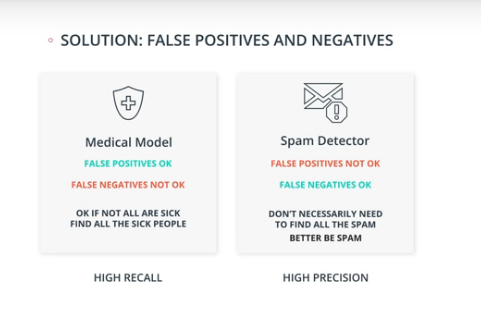 SOLUTION: FALSE POSITIVES AND NEGATIVES
Medical Model
FALSE POSITIVES OK
FALSE NEGATIVES NOT OK
OK IF NOT ALL ARE SICK
FIND ALL THE SICK PEOPLE
HIGH RECALL
Spam Detector
FALSE POSITIVES NOT OK
FALSE NEGATIVES OK
DON'T NECESSARILY NEED
TO FIND ALL THE SPAM
BETTER BE SPAM
HIGH PRECISION